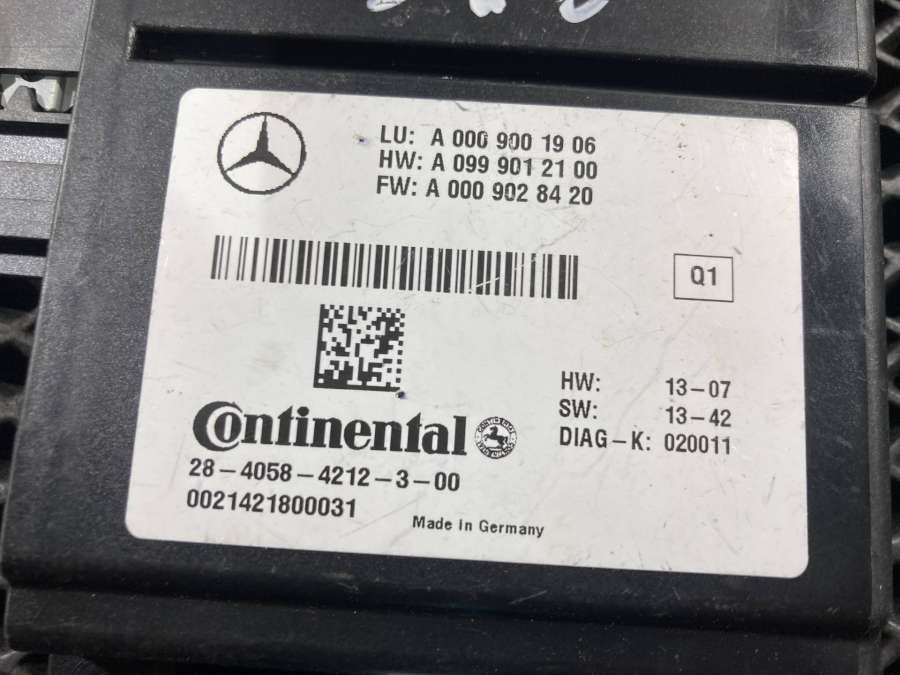 LU: A 000 900 19 06
HW: A 099 901 21 00
FW: A 000 902 84 20
Q1
HW: 13-07
SW: 13-42
DIAG-K: 020011
Continental
28-4058-4212-3-00
0021421800031
Made in Germany